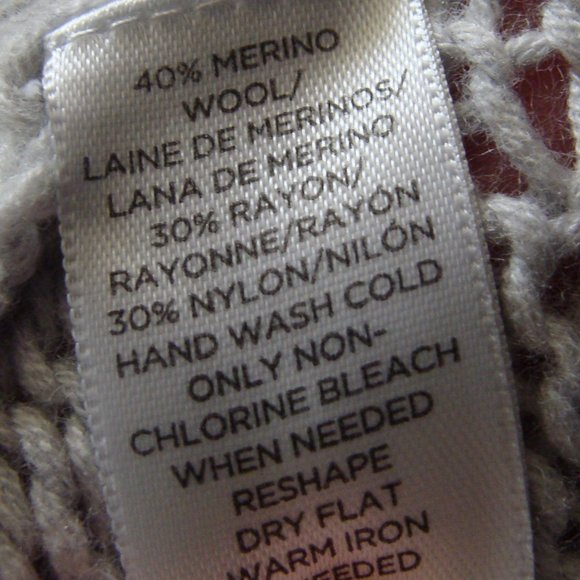 40% MERINO
WOOL/
LAINE DE MERINOS/
LANA DE MERINO
30% RAYON/
RAYONNE/RAYÓN
30% NYLON/NILÓN
HAND WASH COLD
ONLY NON-
CHLORINE BLEACH
WHEN NEEDED
RESHAPE
DRY FLAT
WARM IRON
NEEDED